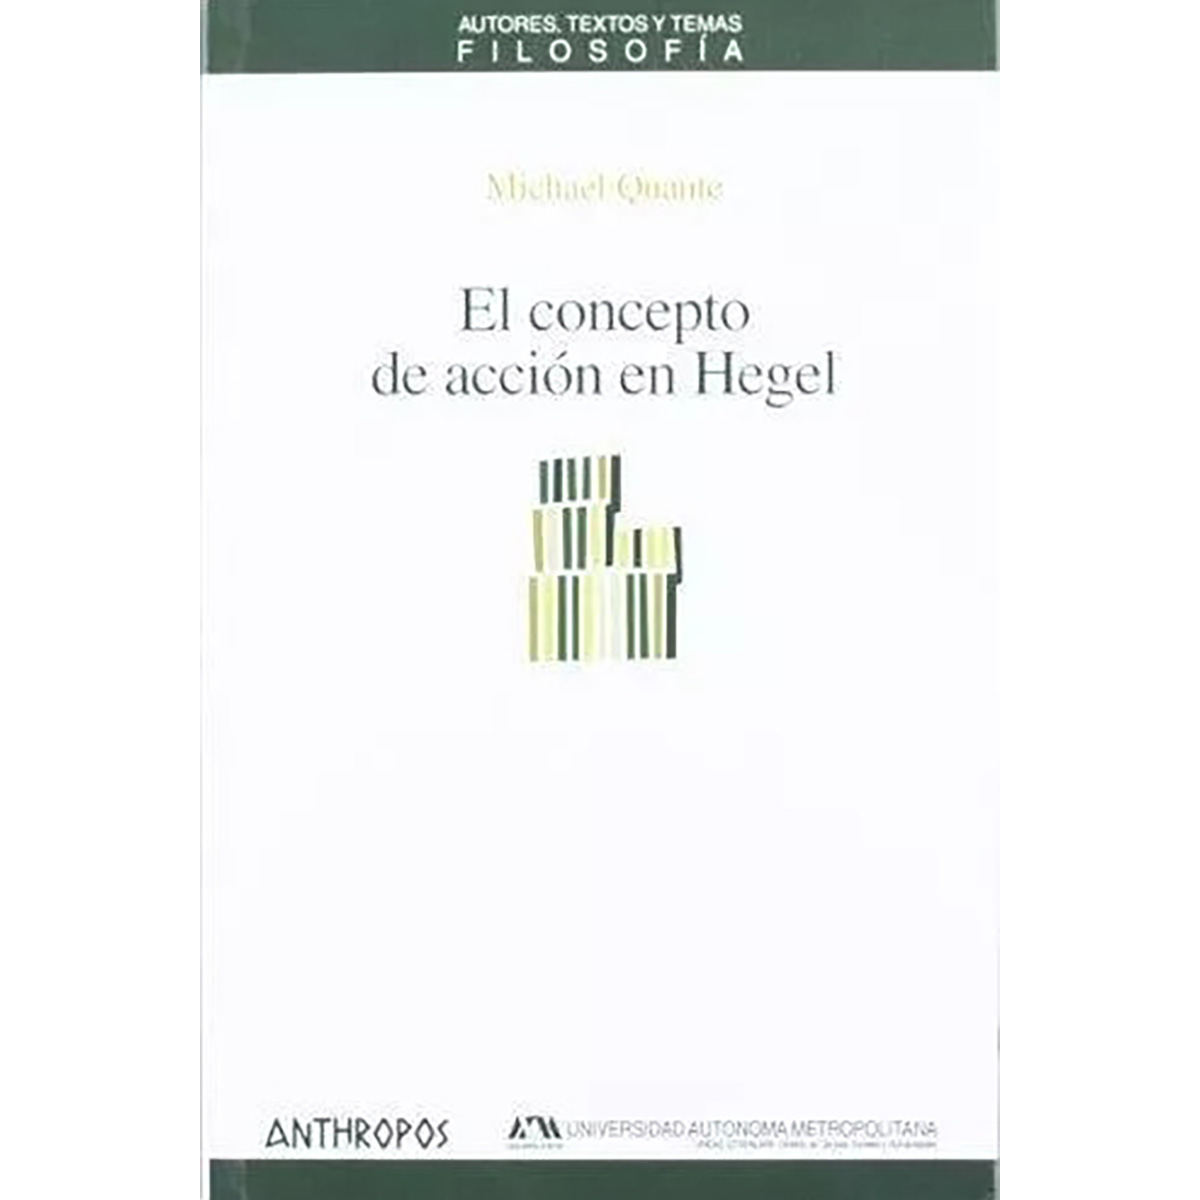 AUTORES, TEXTOS Y TEMAS
FILOSOFÍA
Michael Quante
El concepto
de acción en Hegel
ANTHROPOS
UNIVERSIDAD AUTONOMA METROPOLITANA